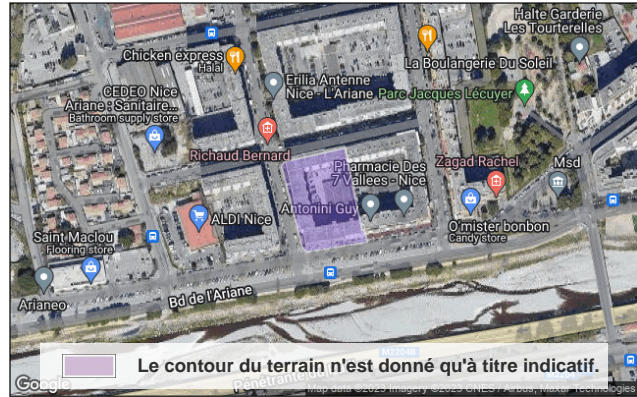 Halte Garderie
Les Tourterelles
Chicken express
Halal
La Boulangerie Du Soleil
CEDEO Nice
Ariane : Sanitaire...
Bathroom supply store
Erilia Antenne
Nice - L'Ariane
Parc Jacques Lécuyer
Richaud Bernard
Pharmacie Des
7 Vallees - Nice
Zagad Rachel
Msd
Antonini Guy
ALDI Nice
O'mister bonbon
Candy store
Saint Maclou
Flooring store
Arianeo
Bd de l'Ariane
M2204B
Le contour du terrain n'est donné qu'à titre indicatif.
Google
Pénétrante
Map data ©2023 Imagery ©2023 CNES / Airbus, Maxar Technologies